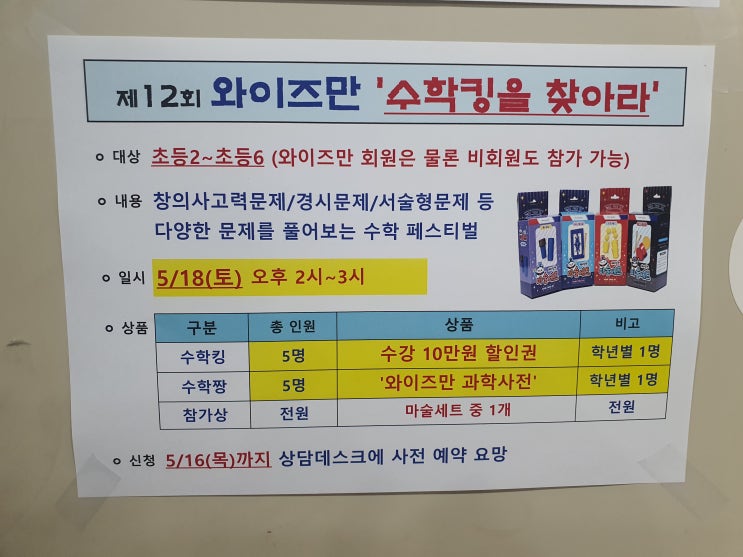 제12회 와이즈만 '수학킹을 찾아라'
o 대상 초등2~초등6 (와이즈만 회원은 물론 비회원도 참가 가능)
o 내용 창의사고력문제/경시문제/서술형문제 등
다양한 문제를 풀어보는 수학 페스티벌
o 일시 5/18(토) 오후 2시~3시
o 상품 구분 총 인원 상품 비고
수학킹 5명 수강 10만원 할인권 학년별 1명
수학짱 5명 '와이즈만 과학사전' 학년별 1명
참가상 전원 마술세트 중 1개 전원
o 신청 5/16(목)까지 상담데스크에 사전 예약 요망